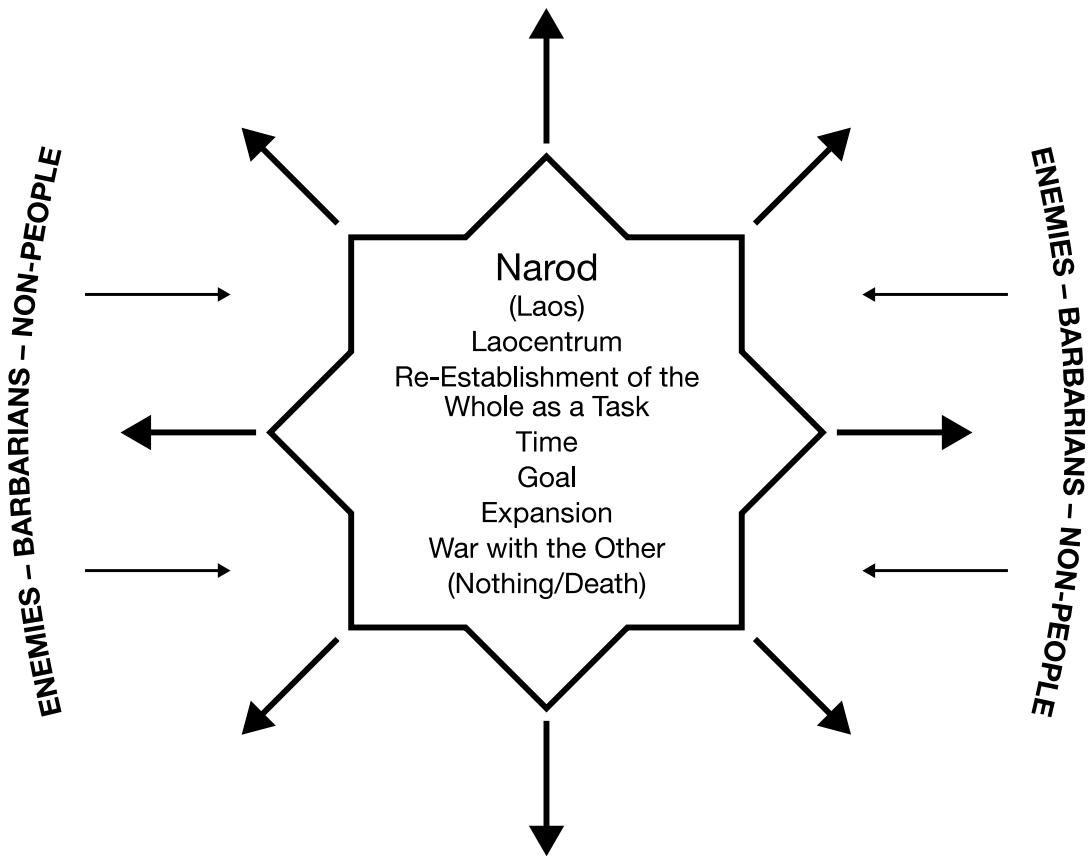 ENEMIES – BARBARIANS – NON-PEOPLE
Narod
(Laos)
Laocentrum
Re-Establishment of the
Whole as a Task
Time
Goal
Expansion
War with the Other
(Nothing/Death)
ENEMIES – BARBARIANS – NON-PEOPLE